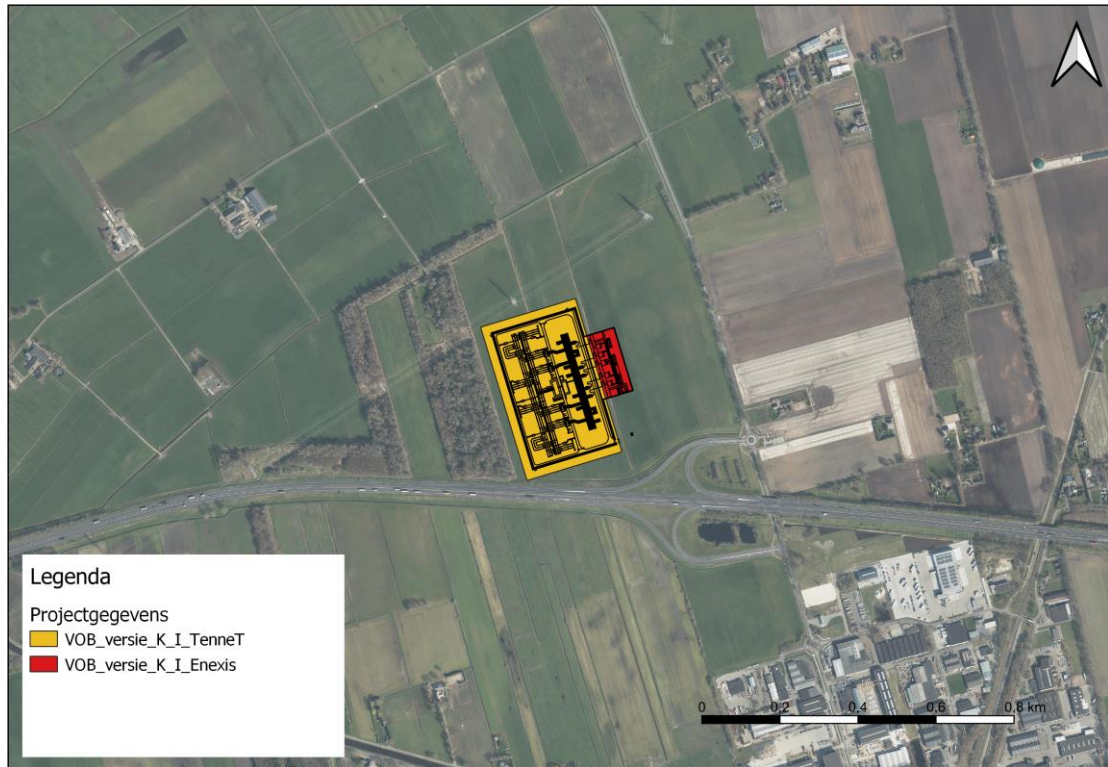 Legenda
Projectgegevens
VOB_versie_K_I_TenneT
VOB_versie_K_I_Enexis
0 0,2 0,4 0,6 0,8 km